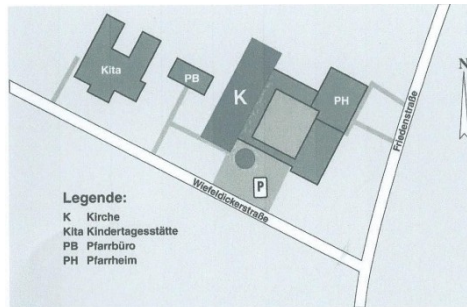 Kita
PB
K
PH
N
P
Friedenstraße
Wiefeldickerstraße
Legende:
K Kirche
Kita Kindertagesstätte
PB Pfarrbüro
PH Pfarrheim